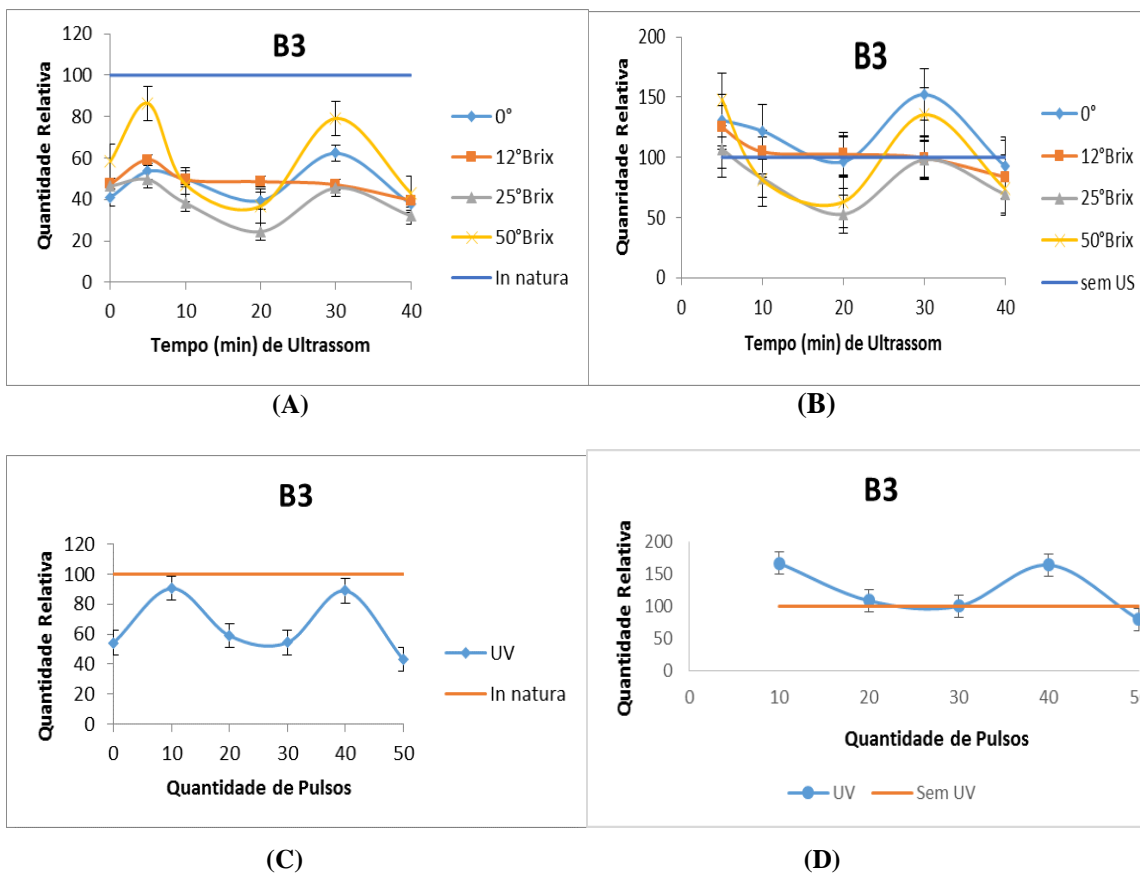 B3
Quantidade Relativa
120
100
80
60
40
20
0
0 10 20 30 40
Tempo (min) de Ultrassom
0°
12°Brix
25°Brix
50°Brix
In natura
(A)
B3
Quanridade Relativa
200
150
100
50
0
0 10 20 30 40
Tempo (min) de Ultrassom
0°
12°Brix
25°Brix
50°Brix
sem US
(B)
B3
Quantidade Relativa
120
100
80
60
40
20
0
0 10 20 30 40 50
Quantidade de Pulsos
UV
In natura
(C)
B3
Quantidade Relativa
200
150
100
50
0
0 10 20 30 40
Quantidade de Pulsos
UV Sem UV
(D)